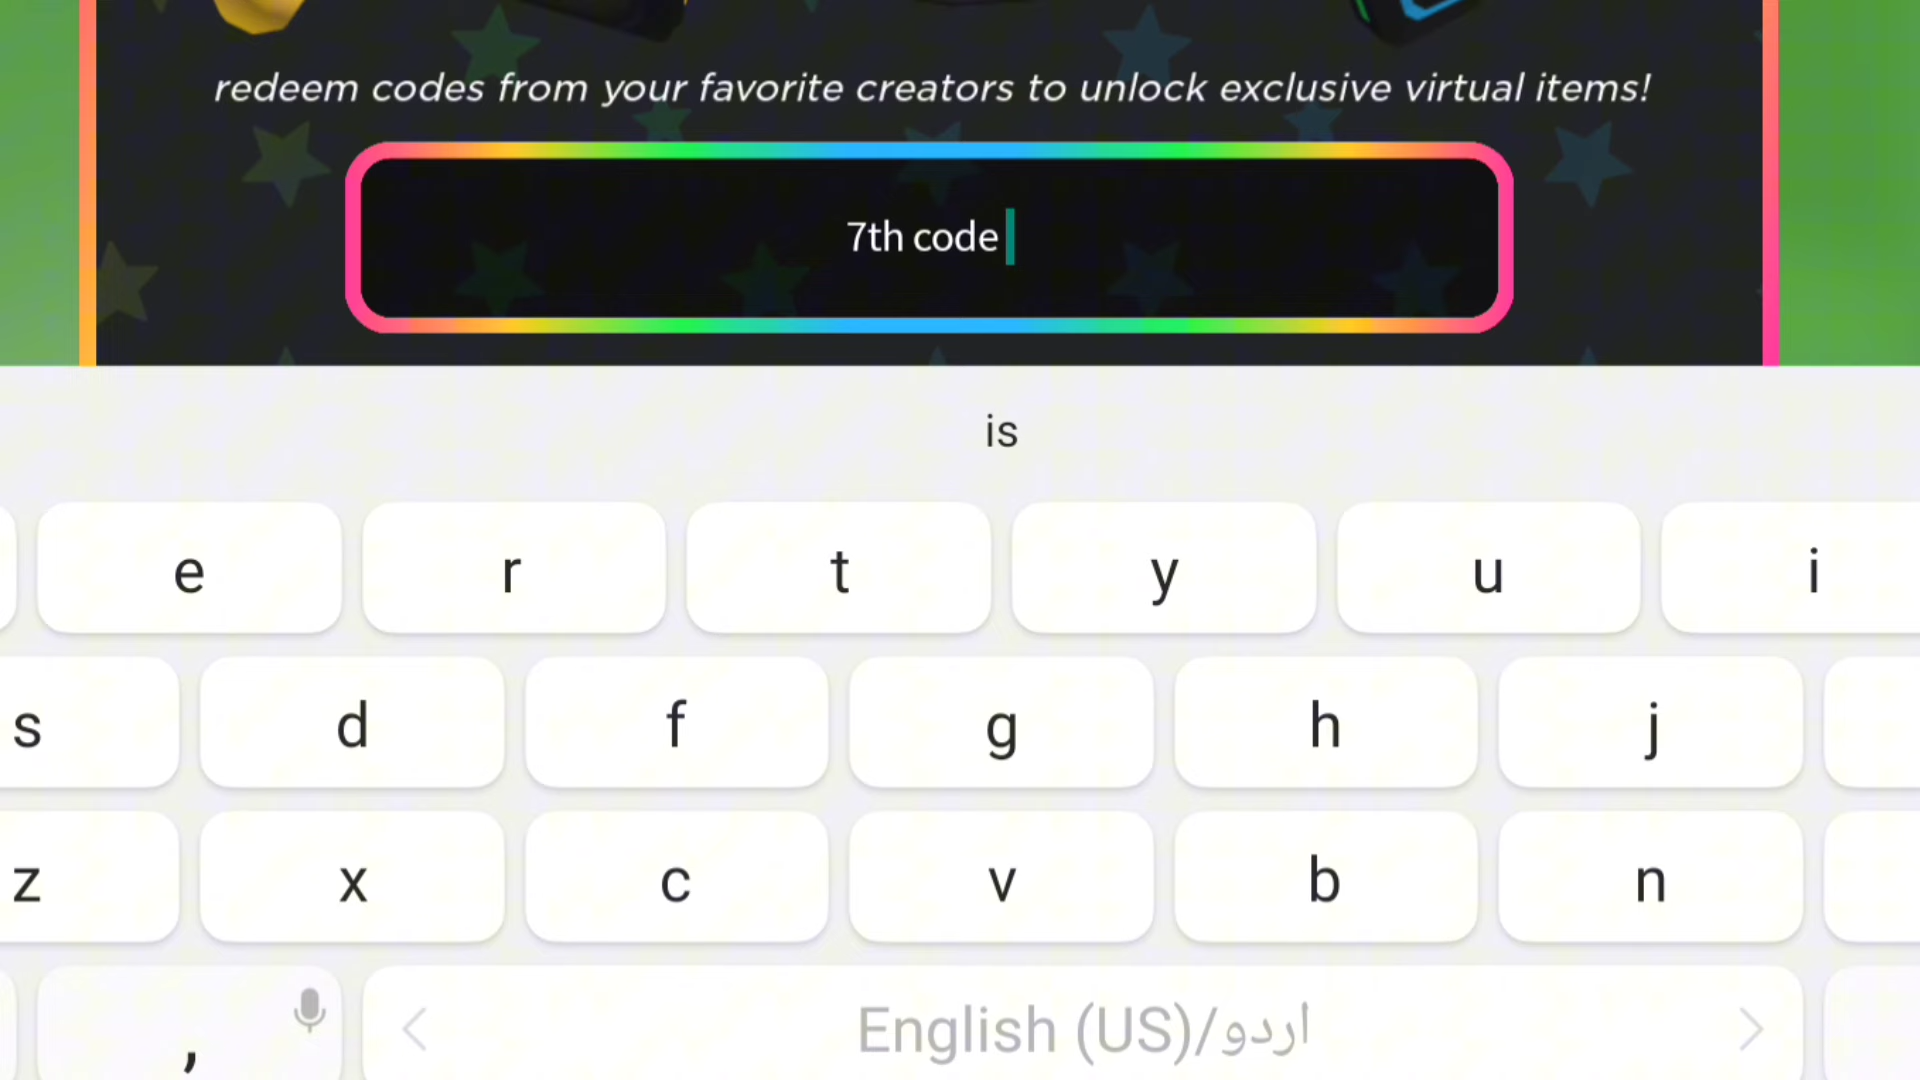 redeem codes from your favorite creators to unlock exclusive virtual items!
7th code
is
e r t y u i
s d f g h j
z x c v b n
, English (US)/اردو